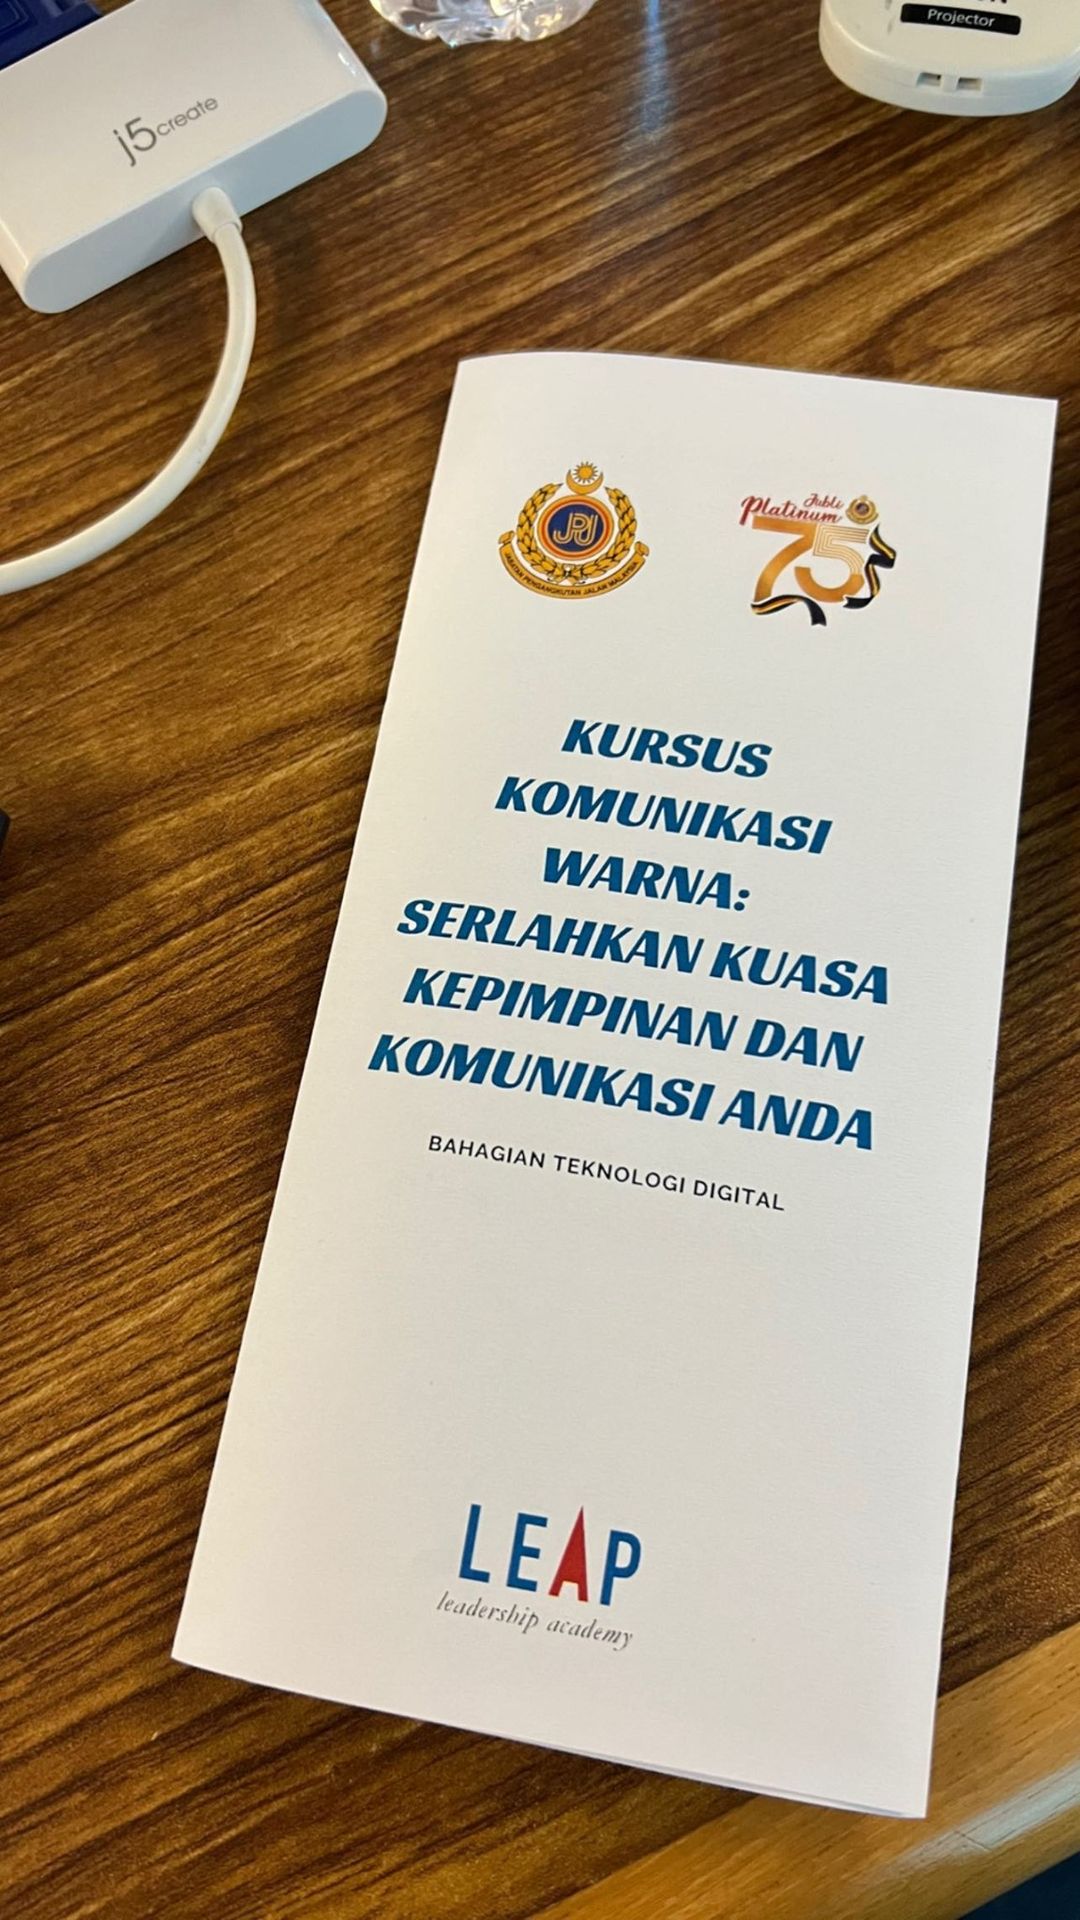 j5create
Projector
JPJ
JABATAN PENGANGKUTAN JALAN MALAYSIA
Jubli
Platinum
75
KURSUS
KOMUNIKASI
WARNA:
SERLAHKAN KUASA
KEPIMPINAN DAN
KOMUNIKASI ANDA
BAHAGIAN TEKNOLOGI DIGITAL
LEAP
leadership academy